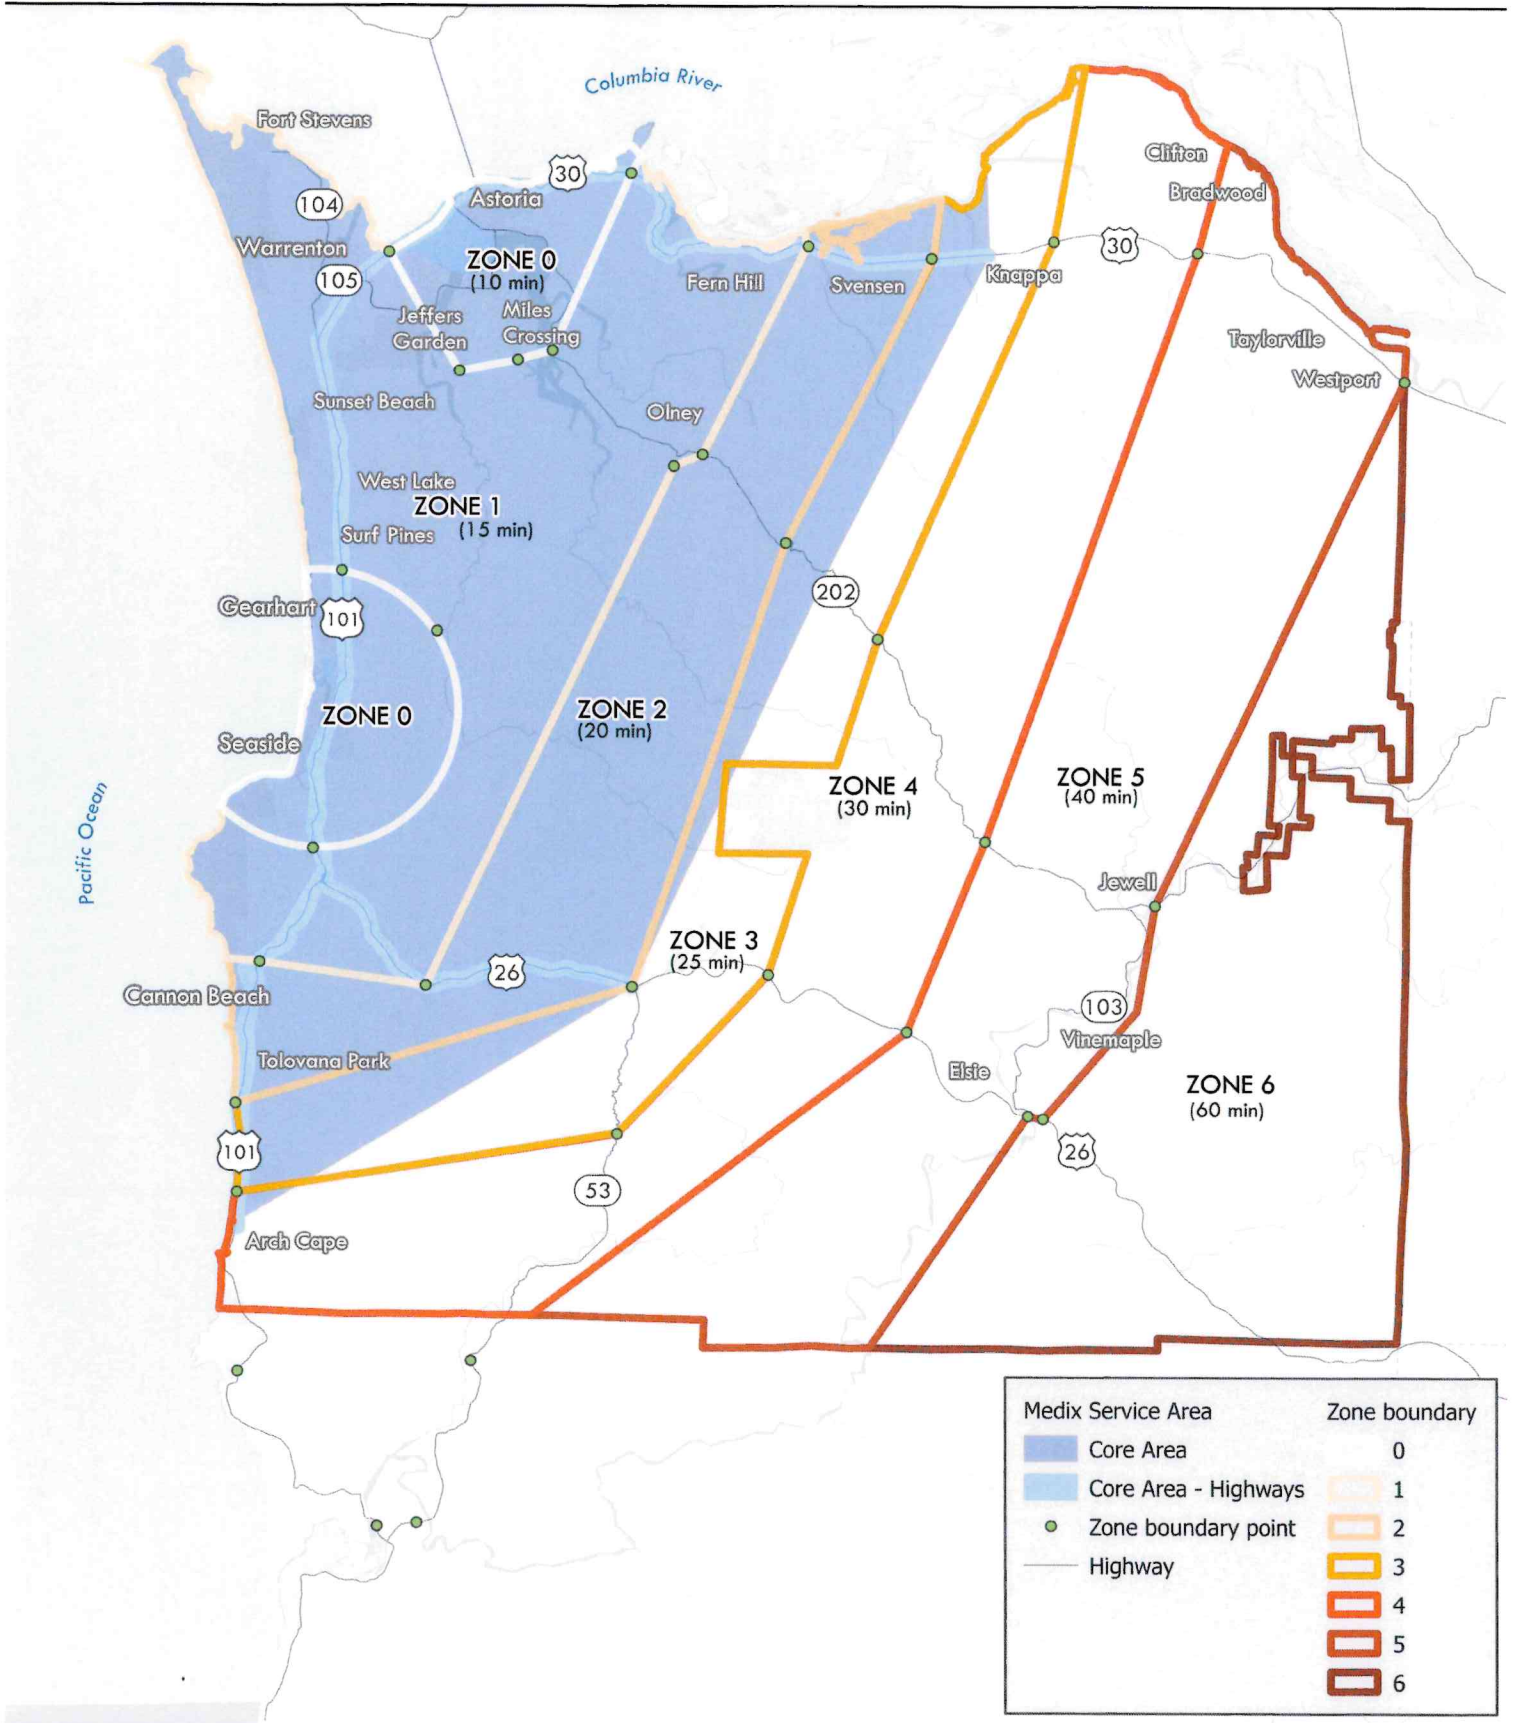 Columbia River
Fort Stevens
30
Clifton
Astoria
Bradwood
104
Warrenton
ZONE 0
(10 min)
30
105
Fern Hill
Svensen
Knappa
Jeffers
Garden
Miles
Crossing
Taylorville
Westport
Sunset Beach
Olney
West Lake
ZONE 1
(15 min)
Surf Pines
202
Gearhart
101
ZONE 0
ZONE 2
(20 min)
Seaside
ZONE 4
(30 min)
ZONE 5
(40 min)
Pacific Ocean
Jewell
ZONE 3
(25 min)
26
Cannon Beach
103
Vinemaple
Tolovana Park
Elsie
ZONE 6
(60 min)
101
26
53
Arch Cape
Medix Service Area
Core Area
Core Area - Highways
Zone boundary point
Highway
Zone boundary
0
1
2
3
4
5
6